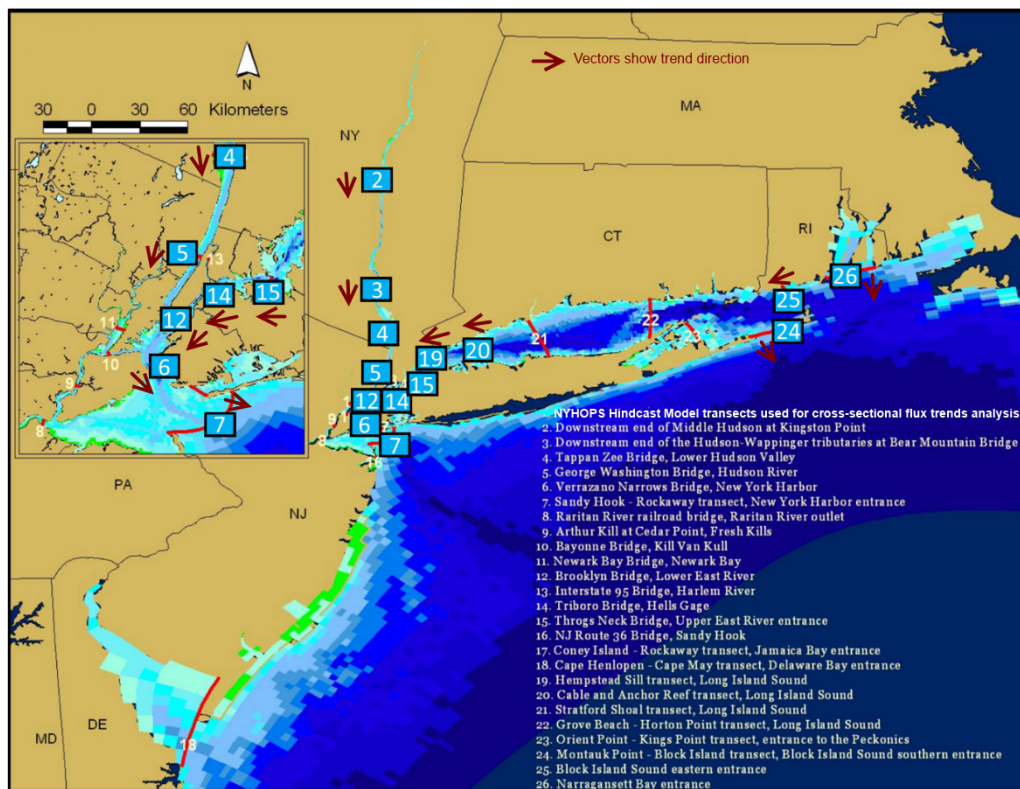 Vectors show trend direction
N
30 0 30 60 Kilometers
NY
MA
CT
RI
PA
NJ
MD
DE
4
5
13
14
15
12
11
10
6
9
8
7
2
3
4
5
12
14
6
7
15
19
20
21
22
23
24
25
26
9
8
16
18
NYHOPS Hindcast Model transects used for cross-sectional flux trends analysis
2. Downstream end of Middle Hudson at Kingston Point
3. Downstream end of the Hudson-Wappinger tributaries at Bear Mountain Bridge
4. Tappan Zee Bridge, Lower Hudson Valley
5. George Washington Bridge, Hudson River
6. Verrazano Narrows Bridge, New York Harbor
7. Sandy Hook - Rockaway transect, New York Harbor entrance
8. Raritan River railroad bridge, Raritan River outlet
9. Arthur Kill at Cedar Point, Fresh Kills
10. Bayonne Bridge, Kill Van Kull
11. Newark Bay Bridge, Newark Bay
12. Brooklyn Bridge, Lower East River
13. Interstate 95 Bridge, Harlem River
14. Triboro Bridge, Hells Gage
15. Throgs Neck Bridge, Upper East River entrance
16. NJ Route 36 Bridge, Sandy Hook
17. Coney Island - Rockaway transect, Jamaica Bay entrance
18. Cape Henlopen - Cape May transect, Delaware Bay entrance
19. Hempstead Sill transect, Long Island Sound
20. Cable and Anchor Reef transect, Long Island Sound
21. Stratford Shoal transect, Long Island Sound
22. Grove Beach - Horton Point transect, Long Island Sound
23. Orient Point - Kings Point transect, entrance to the Peckonics
24. Montauk Point - Block Island transect, Block Island Sound southern entrance
25. Block Island Sound eastern entrance
26. Narragansett Bay entrance